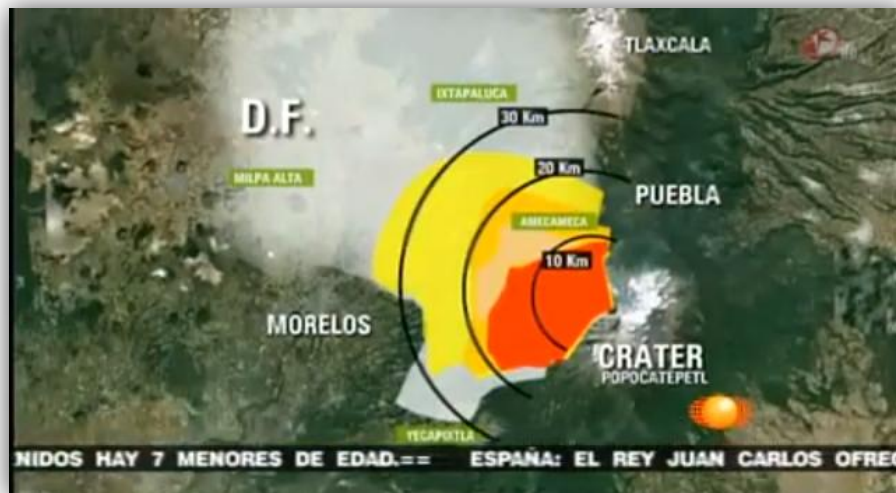 TLAXCALA
IXTAPALUCA
D.F.
30 Km
20 Km
MILPA ALTA
PUEBLA
AMECAMECA
10 Km
MORELOS
CRÁTER
POPOCATEPETL
YECAPIXTLA
NIDOS HAY 7 MENORES DE EDAD.== ESPAÑA: EL REY JUAN CARLOS OFREC